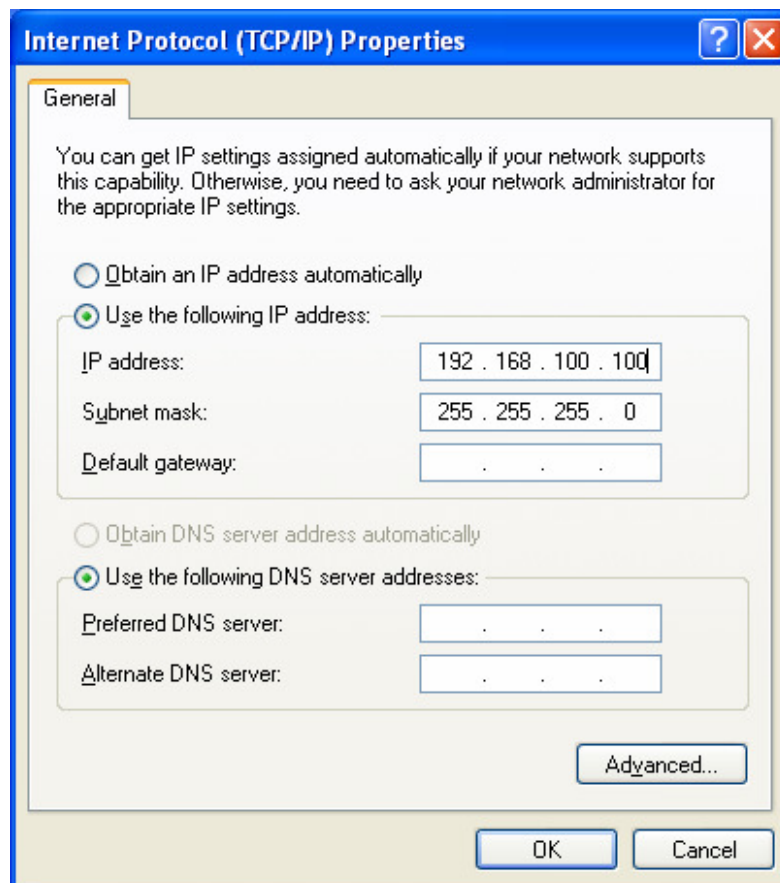 Internet Protocol (TCP/IP) Properties
General
You can get IP settings assigned automatically if your network supports
this capability. Otherwise, you need to ask your network administrator for
the appropriate IP settings.
Obtain an IP address automatically
Use the following IP address:
IP address: 192 . 168 . 100 . 100
Subnet mask: 255 . 255 . 255 . 0
Default gateway: . . .
Obtain DNS server address automatically
Use the following DNS server addresses:
Preferred DNS server: . . .
Alternate DNS server: . . .
Advanced...
OK Cancel